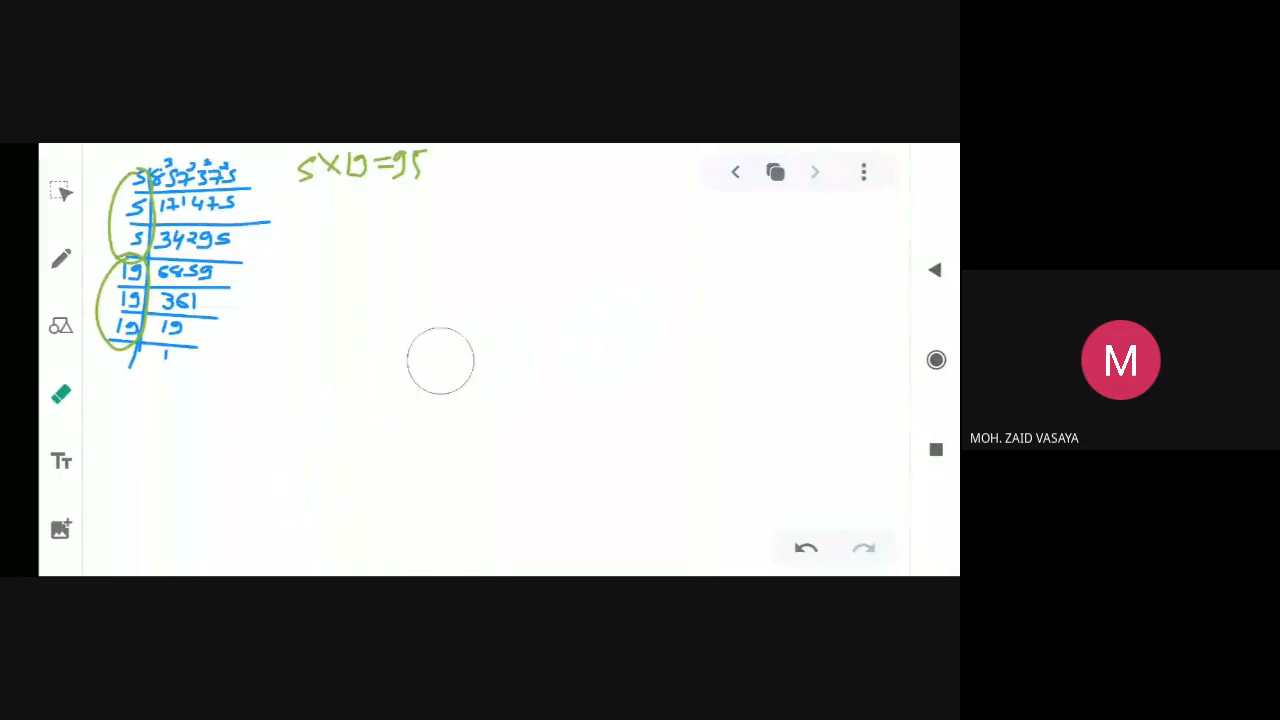 5 857375
5 × 19 = 95
5 171475
5 34295
19 6859
19 361
19 19
1
Tт
M
MOH. ZAID VASAYA